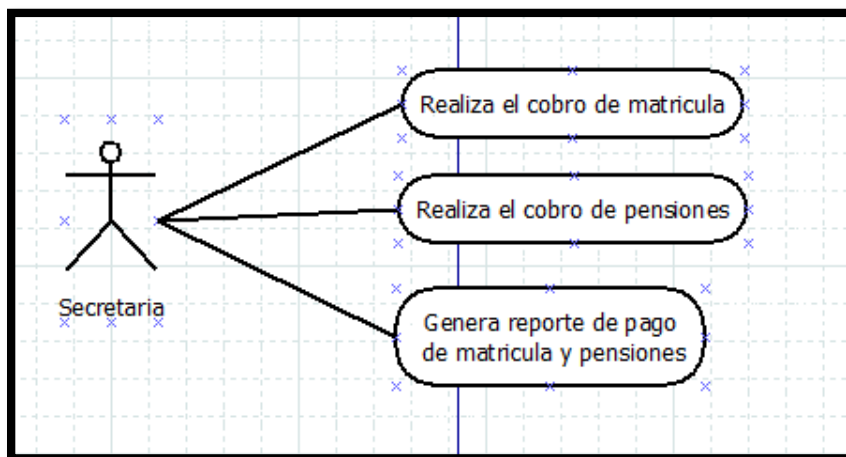 Realiza el cobro de matricula
Realiza el cobro de pensiones
Secretaria
Genera reporte de pago
de matricula y pensiones